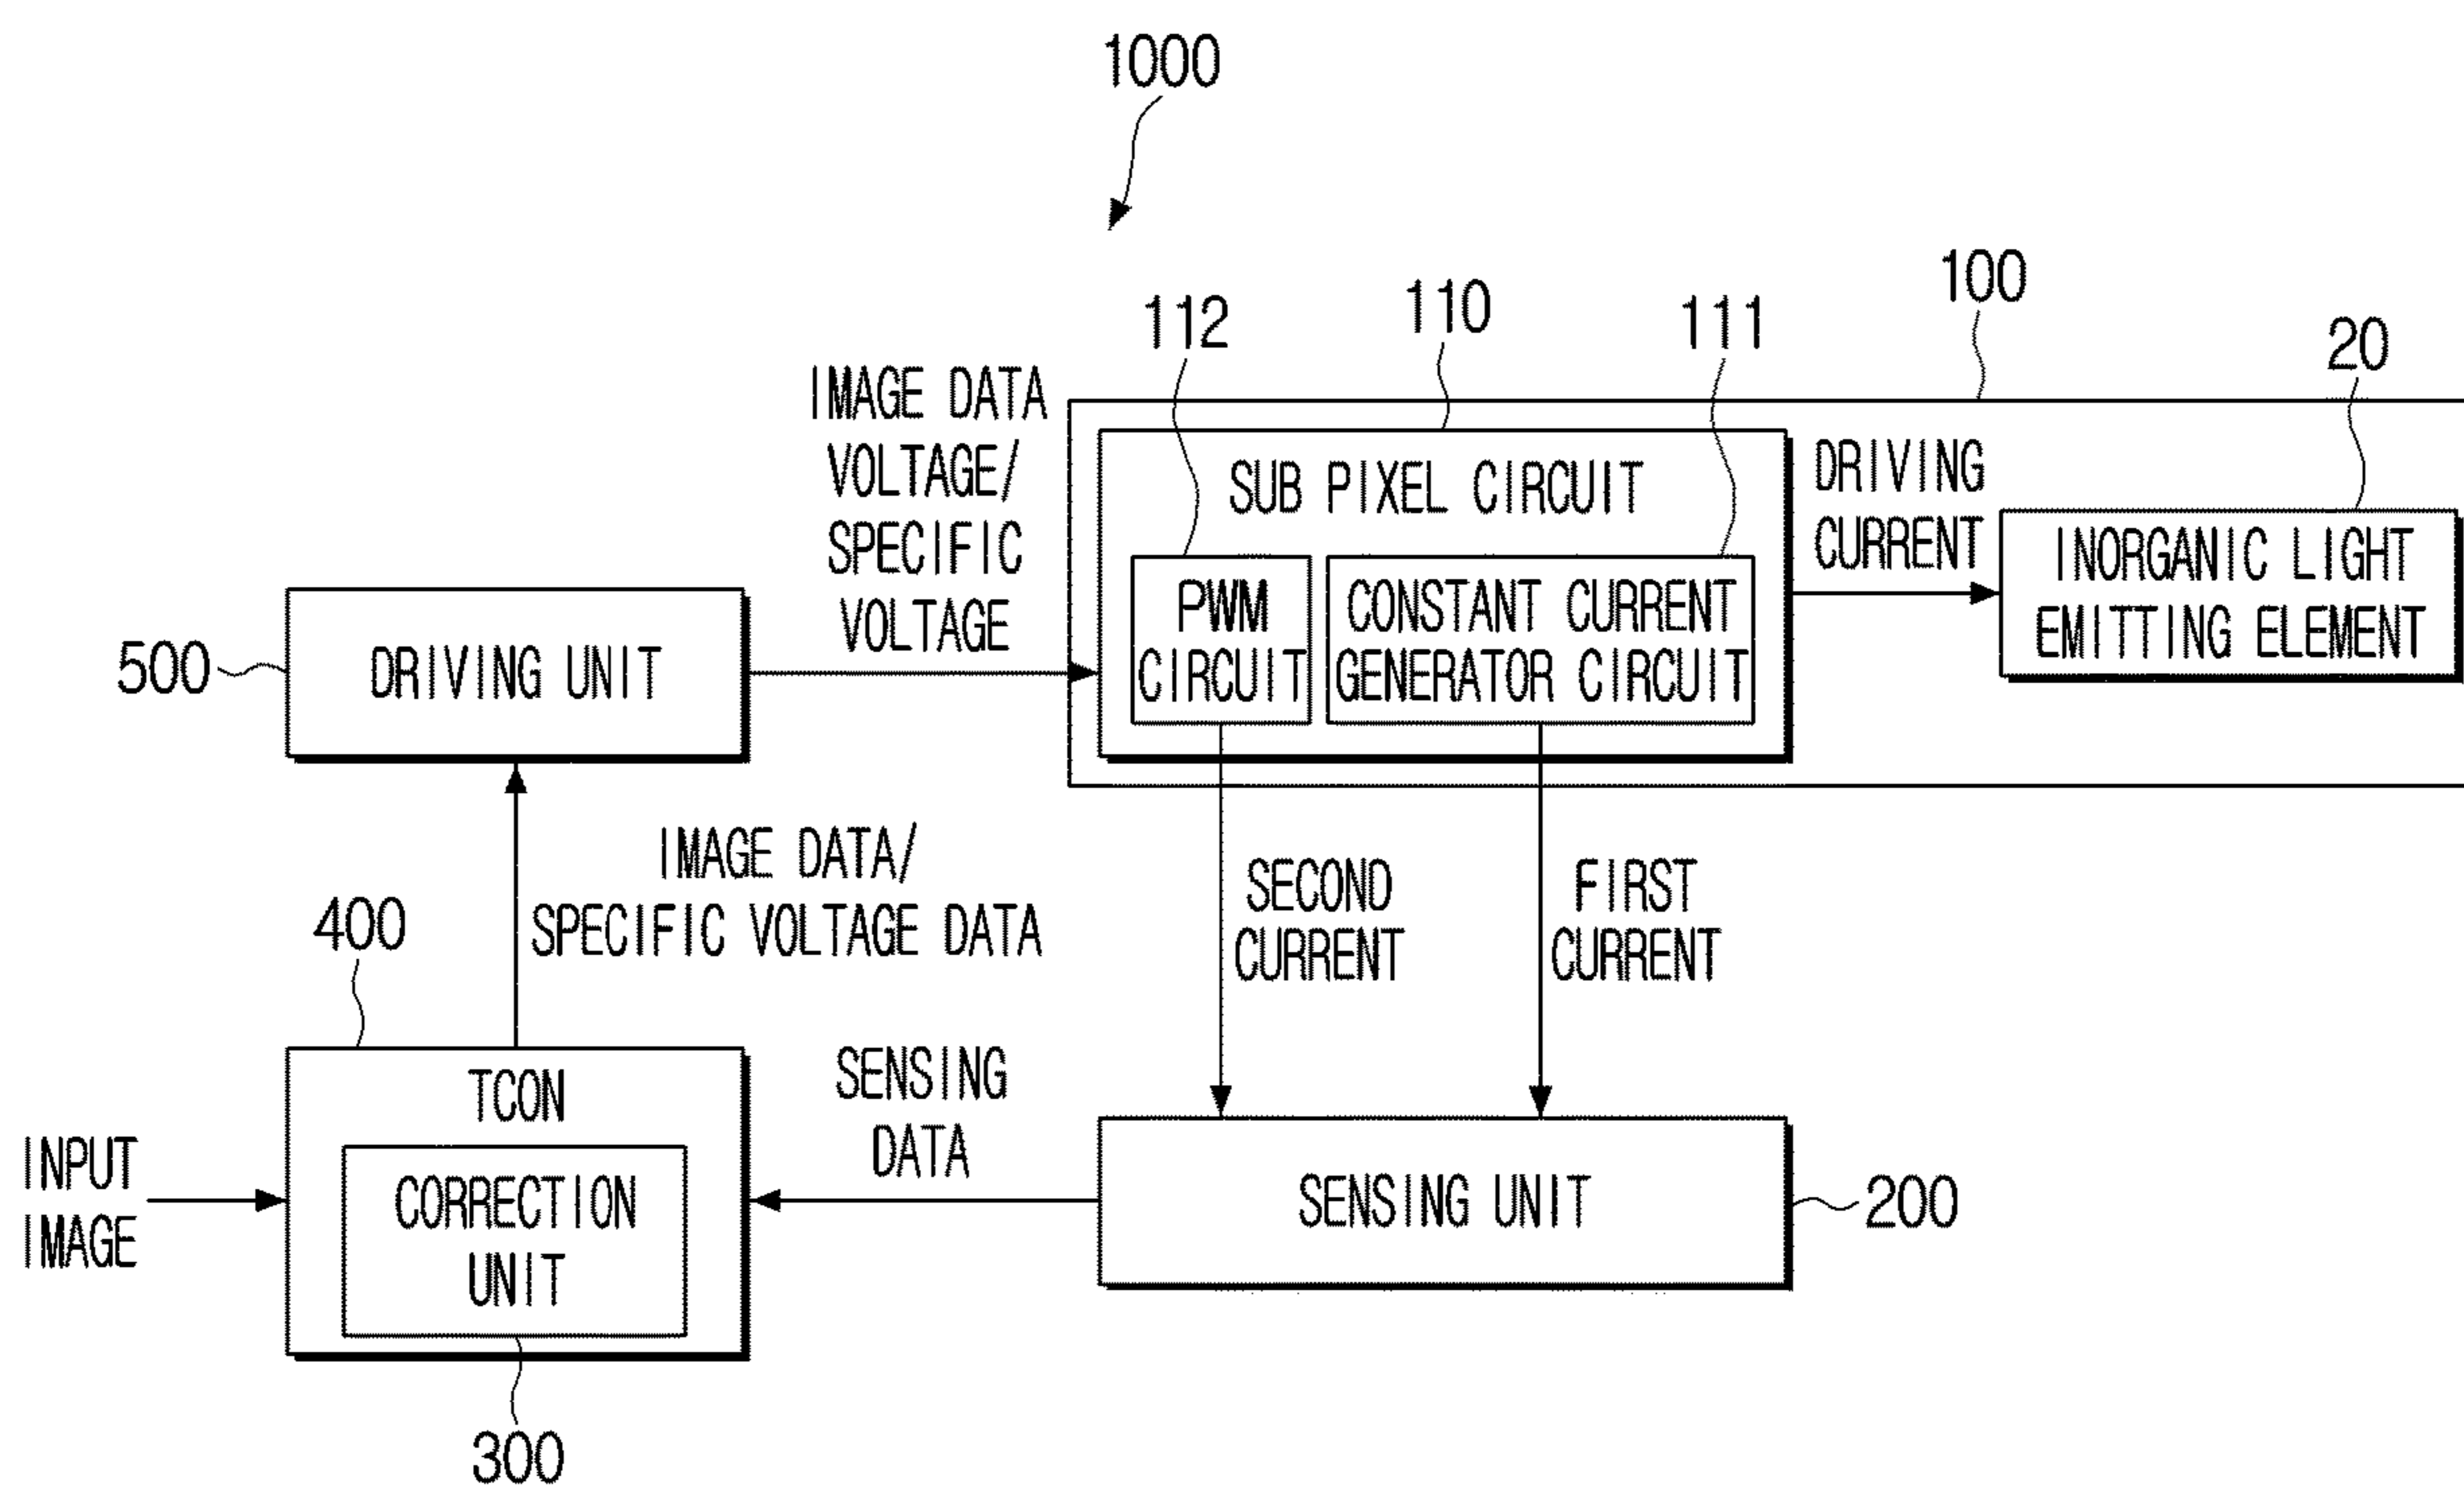 1000
100
112
110
111
20
IMAGE DATA
VOLTAGE/
SPECIFIC
VOLTAGE
SUB PIXEL CIRCUIT
PWM
CIRCUIT
CONSTANT CURRENT
GENERATOR CIRCUIT
DRIVING
CURRENT
INORGANIC LIGHT
EMITTING ELEMENT
500
DRIVING UNIT
IMAGE DATA/
SPECIFIC VOLTAGE DATA
SECOND
CURRENT
FIRST
CURRENT
400
TCON
CORRECTION
UNIT
INPUT
IMAGE
SENSING
DATA
SENSING UNIT
200
300